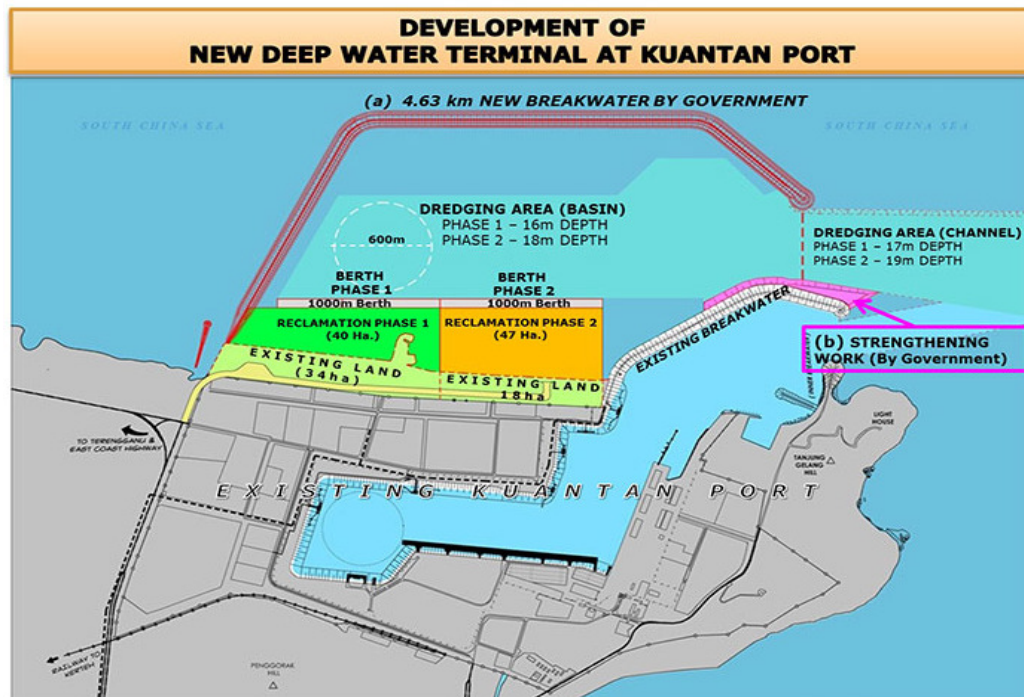 DEVELOPMENT OF
NEW DEEP WATER TERMINAL AT KUANTAN PORT
(a) 4.63 km NEW BREAKWATER BY GOVERNMENT
SOUTH CHINA SEA
SOUTH CHINA SEA
DREDGING AREA (BASIN)
PHASE 1 – 16m DEPTH
PHASE 2 – 18m DEPTH
600m
DREDGING AREA (CHANNEL)
PHASE 1 – 17m DEPTH
PHASE 2 – 19m DEPTH
BERTH
PHASE 1
BERTH
PHASE 2
1000m Berth
1000m Berth
RECLAMATION PHASE 1
(40 Ha.)
RECLAMATION PHASE 2
(47 Ha.)
EXISTING BREAKWATER
(b) STRENGTHENING
WORK (By Government)
EXISTING LAND
(34ha)
EXISTING LAND
18ha
TO TERENGGANU &
EAST COAST HIGHWAY
LIGHT
HOUSE
TANJUNG
GELANG
HILL
EXISTING KUANTAN PORT
RAILWAY TO
KERTEH
PENGGORAK
HILL